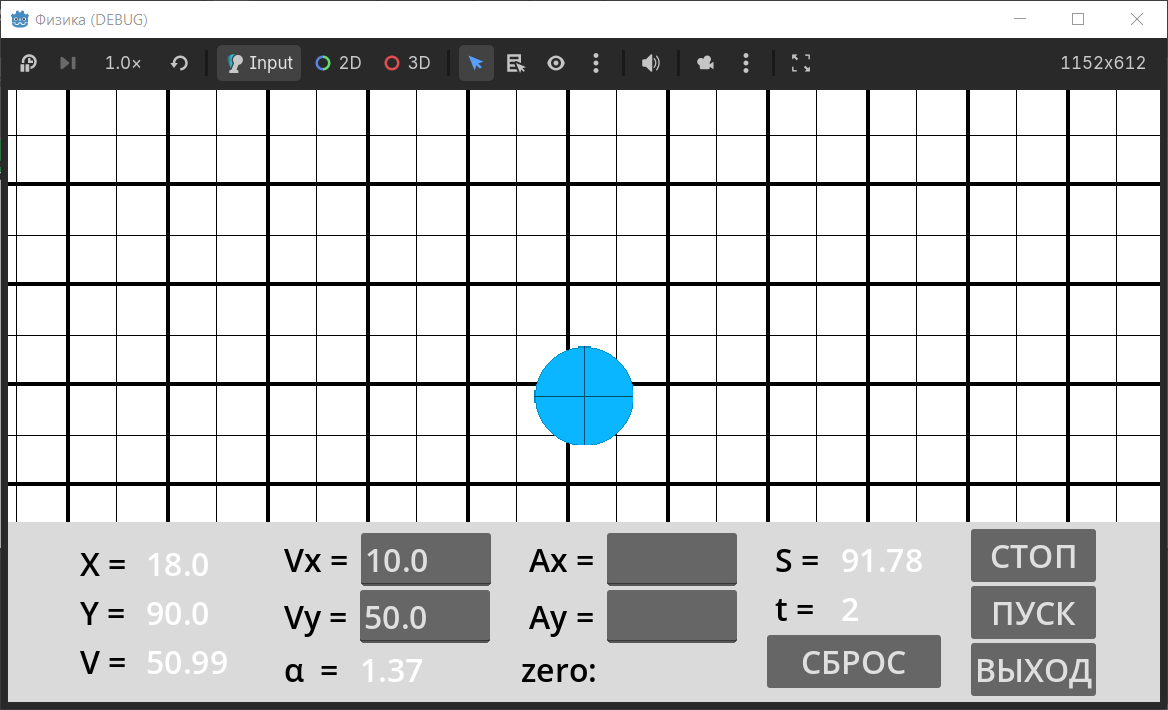 Физика (DEBUG)
1.0× Input 2D 3D 1152x612
X = 18.0 Vx = 10.0 Ax = S = 91.78 СТОП
Y = 90.0 Vy = 50.0 Ay = t = 2 ПУСК
V = 50.99 α = 1.37 zero: СБРОС ВЫХОД